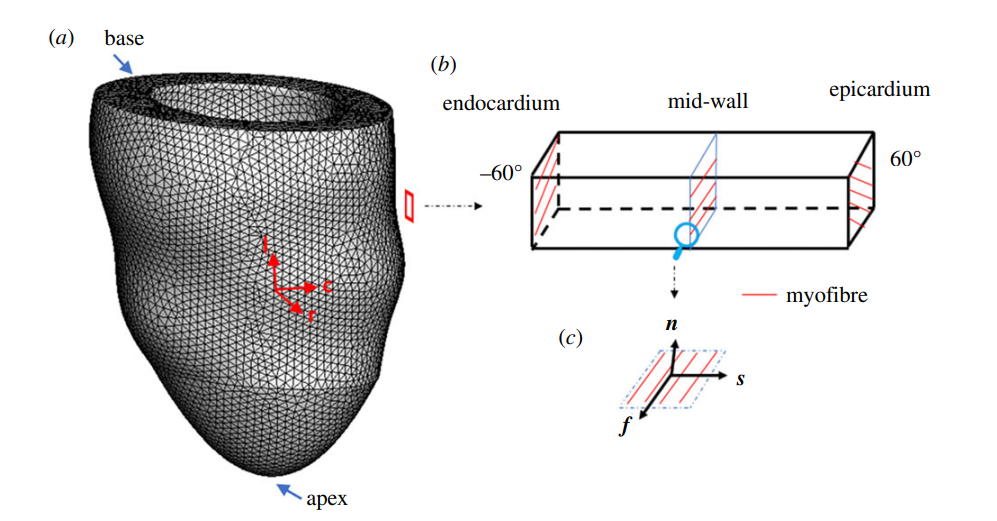 (a)
base
l
c
r
apex
(b)
endocardium
mid-wall
epicardium
–60°
60°
myofibre
(c)
n
s
f